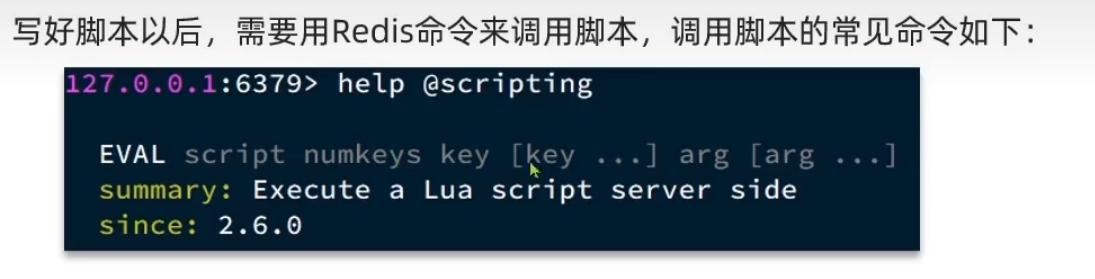 写好脚本以后，需要用Redis命令来调用脚本，调用脚本的常见命令如下：
127.0.0.1:6379> help @scripting
EVAL script numkeys key [key ...] arg [arg ...]
summary: Execute a Lua script server side
since: 2.6.0